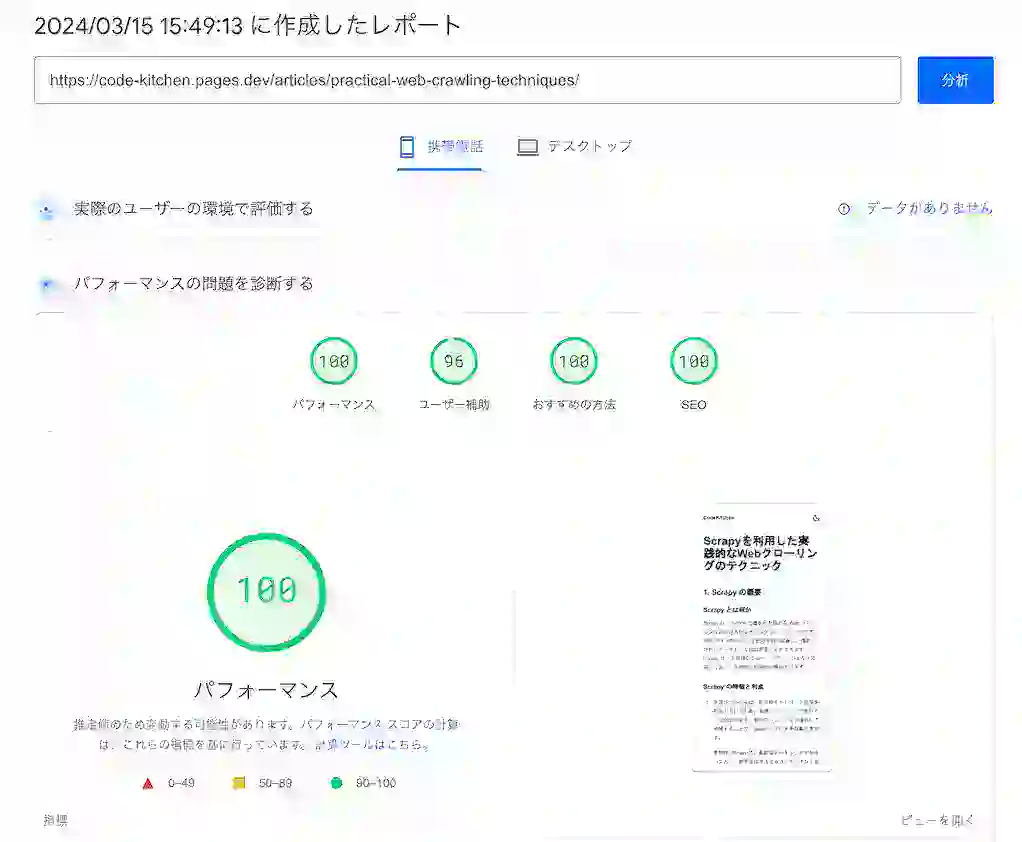 2024/03/15 15:49:13 に作成したレポート
https://code-kitchen.pages.dev/articles/practical-web-crawling-techniques/
分析
携帯電話
デスクトップ
実際のユーザーの環境で評価する
データがありません
パフォーマンスの問題を診断する
100
96
100
100
パフォーマンス
ユーザー補助
おすすめの方法
SEO
100
パフォーマンス
推定値のため変動する可能性があります。パフォーマンス スコアの計算
は、これらの指標を基に行っています。計算ツールはこちら。
0–49
50–89
90–100
Scrapyを利用した実
践的なWebクローリン
グのテクニック
1. Scrapy の概要
Scrapy とは何か
Scrapy の特徴と利点
指標
ビューを開く